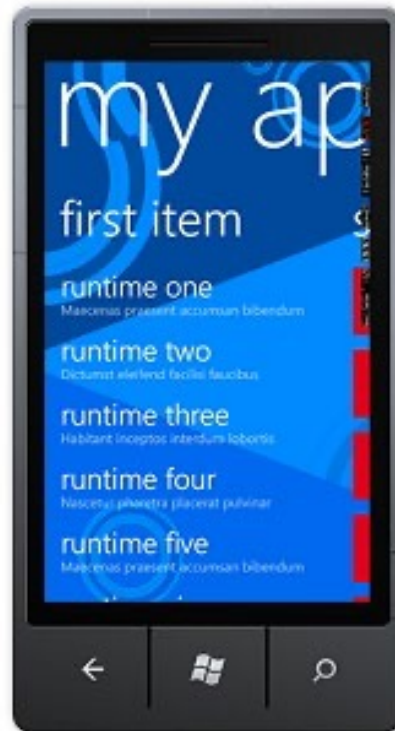 my ap
first item s
runtime one
Maecenas praesent accumsan bibendum
runtime two
Dictumst eleifend facilisi faucibus
runtime three
Habitant inceptos interdum lobortis
runtime four
Nascetur pharetra placerat pulvinar
runtime five
Maecenas praesent accumsan bibendum